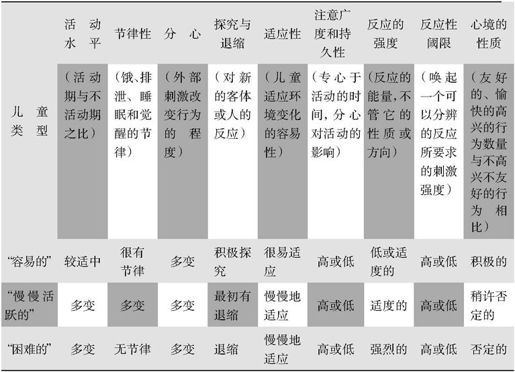 儿童类型 活动水平 节律性 分心 探究与退缩 适应性 注意广度和持久性 反应的强度 反应性阈限 心境的性质
（活动期与不活动期之比） （饿、排泄、睡眠和觉醒的节律） （外部刺激改变行为的程度） （对新的客体或人的反应） （儿童适应环境变化的容易性） （专心于活动的时间，分心对活动的影响） （反应的能量，不管它的性质或方向） （唤起一个可以分辨的反应所要求的刺激强度） （友好的、愉快的高兴的行为数量与不高兴不友好的行为相比）
“容易的” 较适中 很有节律 多变 积极探究 很易适应 高或低 低或适度的 高或低 积极的
“慢慢活跃的” 多变 多变 多变 最初有退缩 慢慢地适应 高或低 适度的 高或低 稍许否定的
“困难的” 多变 无节律 多变 退缩 慢慢地适应 高或低 强烈的 高或低 否定的